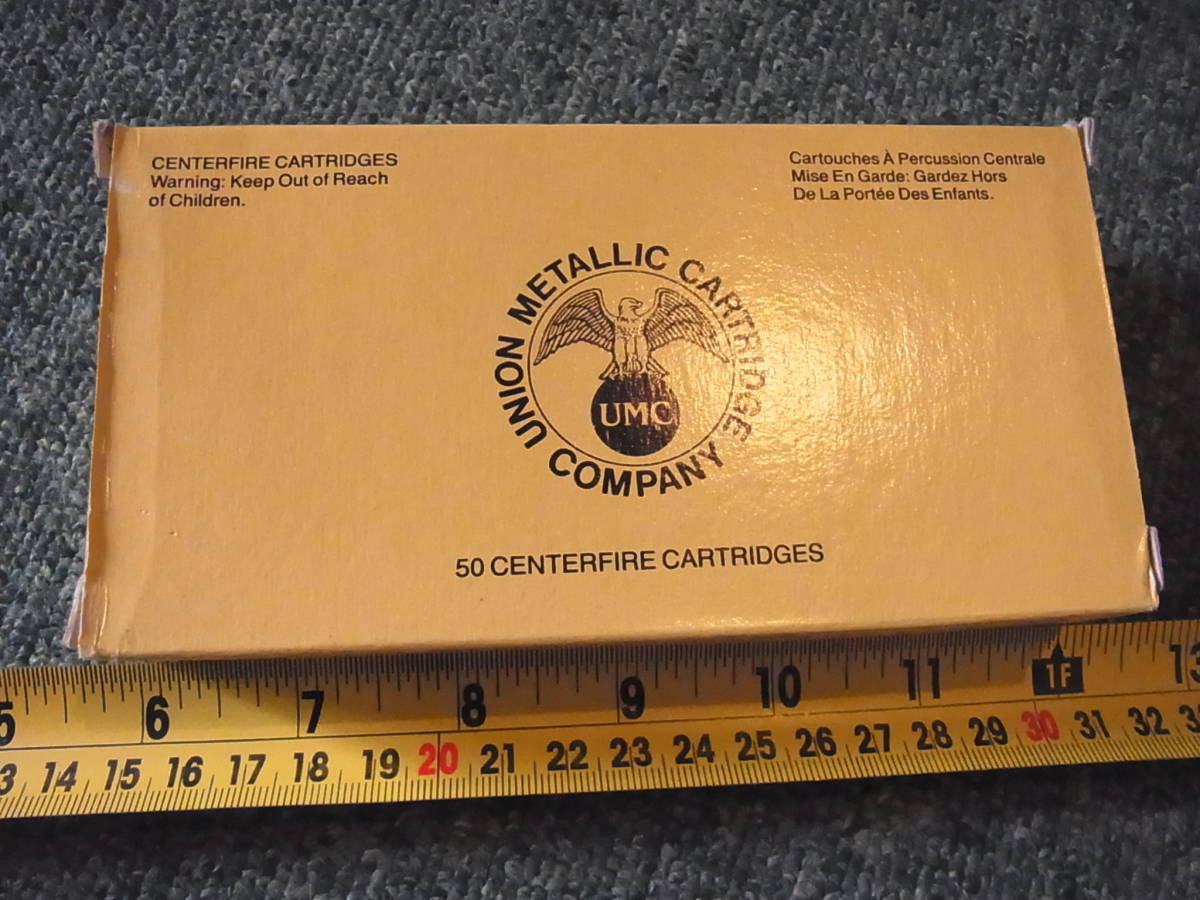 CENTERFIRE CARTRIDGES
Warning: Keep Out of Reach
of Children.
Cartouches À Percussion Centrale
Mise En Garde: Gardez Hors
De La Portée Des Enfants.
UNION METALLIC CARTRIDGE COMPANY
UMC
50 CENTERFIRE CARTRIDGES
5 6 7 8 9 10 11 1F 13
3 14 15 16 17 18 19 20 21 22 23 24 25 26 27 28 29 30 31 32 3